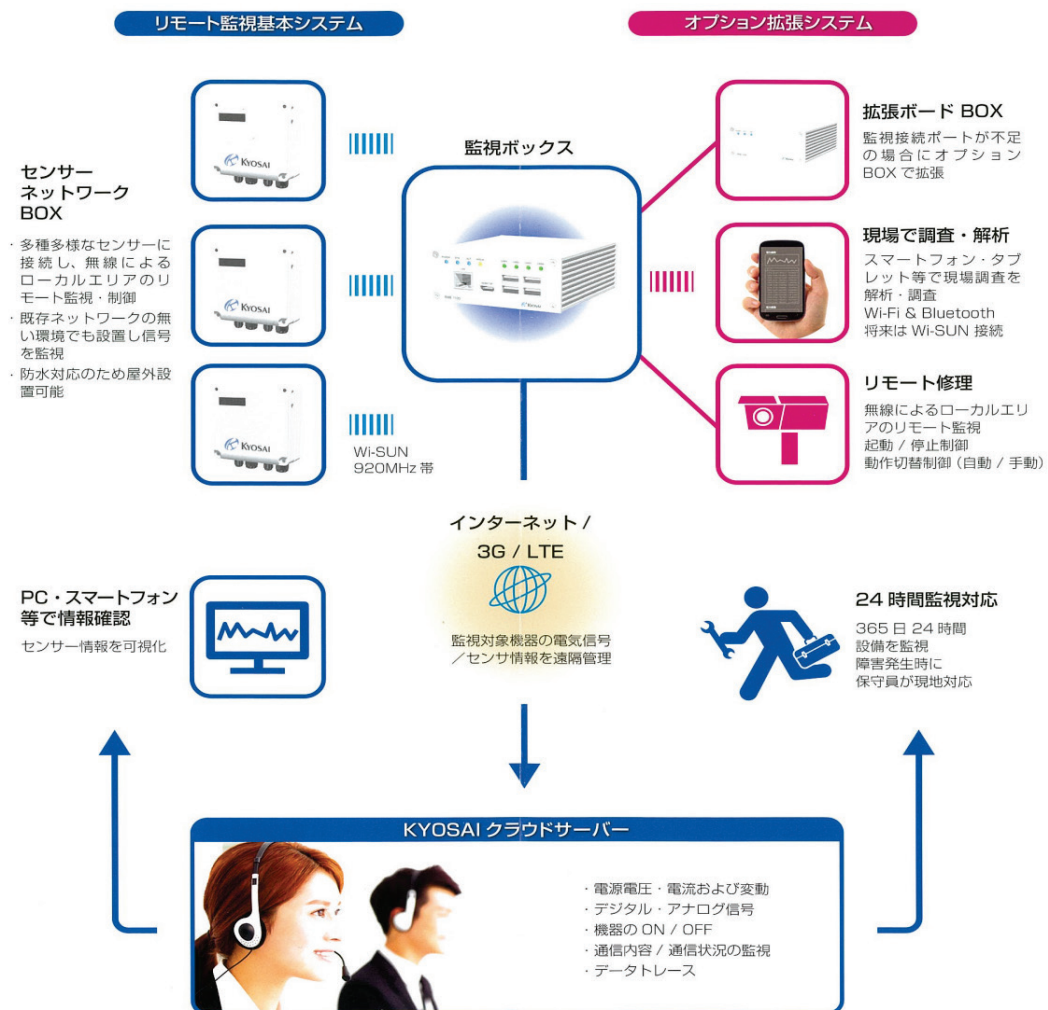 リモート監視基本システム
オプション拡張システム
センサー
ネットワーク
BOX
・多種多様なセンサーに
接続し、無線による
ローカルエリアのリ
モート監視・制御
・既存ネットワークの無
い環境でも設置し信号
を監視
・防水対応のため屋外設
置可能
KYOSAI
KYOSAI
KYOSAI
Wi-SUN
920MHz 帯
監視ボックス
KYOSAI
拡張ボード BOX
監視接続ポートが不足
の場合にオプション
BOX で拡張
現場で調査・解析
スマートフォン・タブ
レット等で現場調査を
解析・調査
Wi-Fi & Bluetooth
将来は Wi-SUN 接続
リモート修理
無線によるローカルエリ
アのリモート監視
起動 / 停止制御
動作切替制御（自動 / 手動）
インターネット /
3G / LTE
監視対象機器の電気信号
／センサ情報を遠隔管理
PC・スマートフォン
等で情報確認
センサー情報を可視化
24 時間監視対応
365 日 24 時間
設備を監視
障害発生時に
保守員が現地対応
KYOSAI クラウドサーバー
・電源電圧・電流および変動
・デジタル・アナログ信号
・機器の ON / OFF
・通信内容 / 通信状況の監視
・データトレース